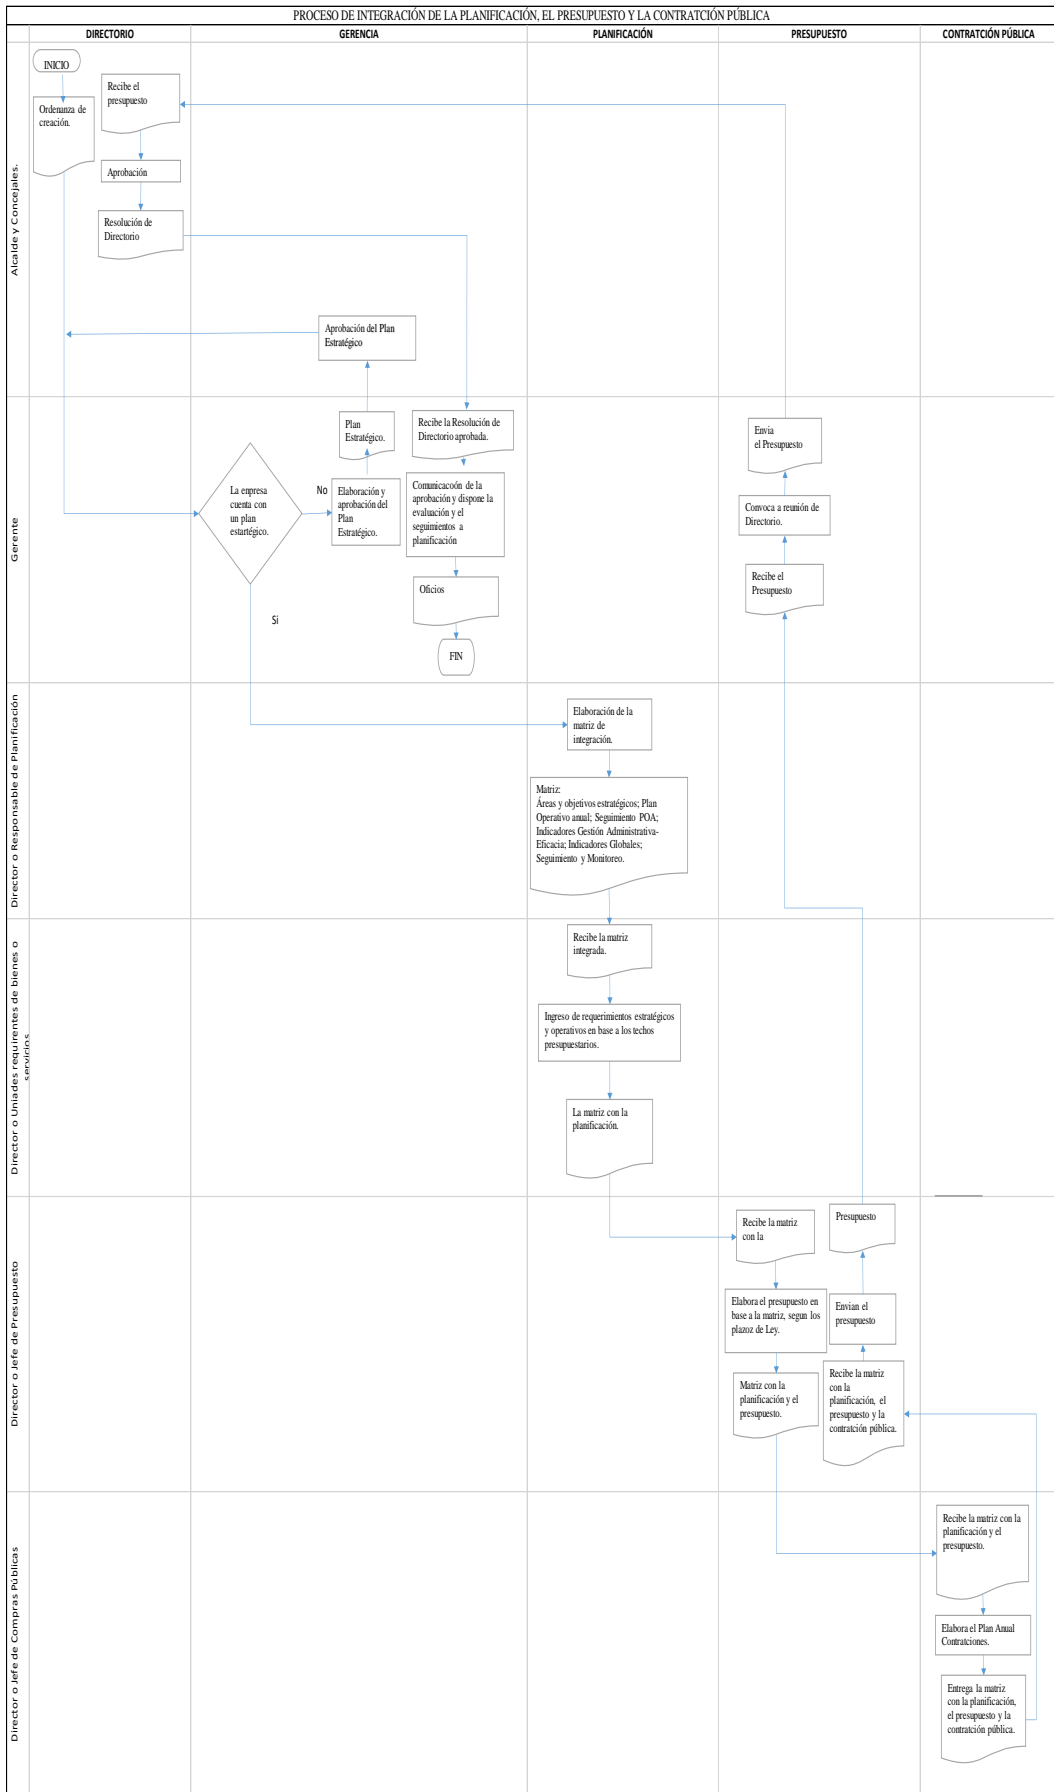 PROCESO DE INTEGRACIÓN DE LA PLANIFICACIÓN, EL PRESUPUESTO Y LA CONTRATCIÓN PÚBLICA
DIRECTORIO
GERENCIA
PLANIFICACIÓN
PRESUPUESTO
CONTRATCIÓN PÚBLICA
Alcalde y Concejales.
INICIO
Ordenanza de
creación.
Recibe el
presupuesto
Aprobación
Resolución de
Directorio
Aprobación del Plan
Estratégico
Gerente
La empresa
cuenta con
un plan
estartégico.
No
Si
Plan
Estratégico.
Elaboración y
aprobación del
Plan
Estratégico.
Recibe la Resolución de
Directorio aprobada.
Comunicacoón de la
aprobación y dispone la
evaluación y el
seguimientos a
planificación
Oficios
FIN
Envia
el Presupuesto
Convoca a reunión de
Directorio.
Recibe el
Presupuesto
Director o Responsable de Planificación
Elaboración de la
matriz de
integración.
Matriz:
Áreas y objetivos estratégicos; Plan
Operativo anual; Seguimiento POA;
Indicadores Gestión Administrativa-
Eficacia; Indicadores Globales;
Seguimiento y Monitoreo.
Director o Uniades requirentes de bienes o
servicios
Recibe la matriz
integrada.
Ingreso de requerimientos estratégicos
y operativos en base a los techos
presupuestarios.
La matriz con la
planificación.
Director o Jefe de Presupuesto
Recibe la matriz
con la
Elabora el presupuesto en
base a la matriz, segun los
plazoz de Ley.
Matriz con la
planificación y el
presupuesto.
Presupuesto
Envian el
presupuesto
Recibe la matriz
con la
planificación, el
presupuesto y la
contratción pública.
Director o Jefe de Compras Públicas
Recibe la matriz con la
planificación y el
presupuesto.
Elabora el Plan Anual
Contratciones.
Entrega la matriz
con la planificación,
el presupuesto y la
contratción pública.